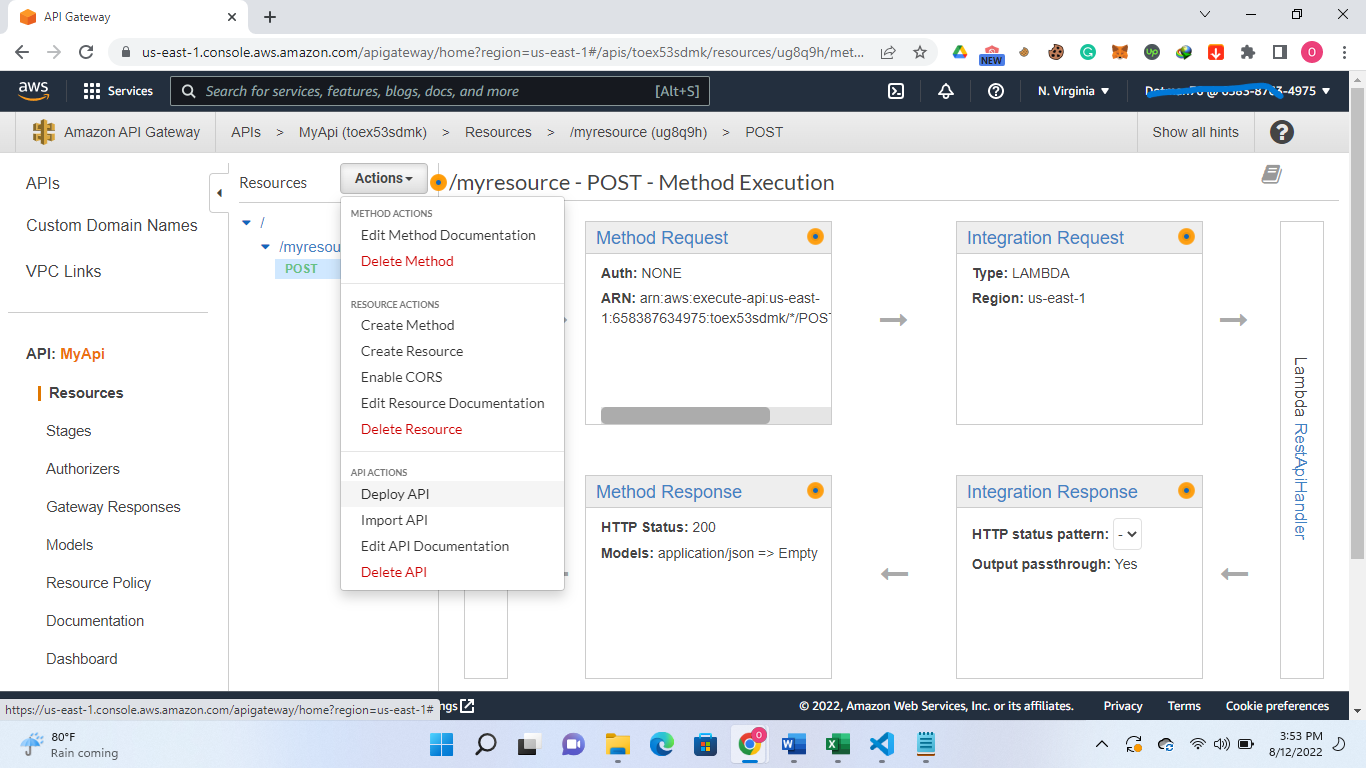 API Gateway
us-east-1.console.aws.amazon.com/apigateway/home?region=us-east-1#/apis/toex53sdmk/resources/ug8q9h/met...
NEW
Up
O
aws
Services
Search for services, features, blogs, docs, and more
[Alt+S]
N. Virginia
4975
Amazon API Gateway
APIs > MyApi (toex53sdmk) > Resources > /myresource (ug8q9h) > POST
Show all hints
APIs
Custom Domain Names
VPC Links
API: MyApi
Resources
Stages
Authorizers
Gateway Responses
Models
Resource Policy
Documentation
Dashboard
Resources
Actions
/
/myresou
POST
METHOD ACTIONS
Edit Method Documentation
Delete Method
RESOURCE ACTIONS
Create Method
Create Resource
Enable CORS
Edit Resource Documentation
Delete Resource
API ACTIONS
Deploy API
Import API
Edit API Documentation
Delete API
/myresource - POST - Method Execution
Method Request
Auth: NONE
ARN: arn:aws:execute-api:us-east-
1:658387634975:toex53sdmk/*/POST
Integration Request
Type: LAMBDA
Region: us-east-1
Lambda RestApiHandler
Method Response
HTTP Status: 200
Models: application/json => Empty
Integration Response
HTTP status pattern: -
Output passthrough: Yes
https://us-east-1.console.aws.amazon.com/apigateway/home?region=us-east-1#
ngs
© 2022, Amazon Web Services, Inc. or its affiliates.
Privacy
Terms
Cookie preferences
80°F
Rain coming
0
3:53 PM
8/12/2022